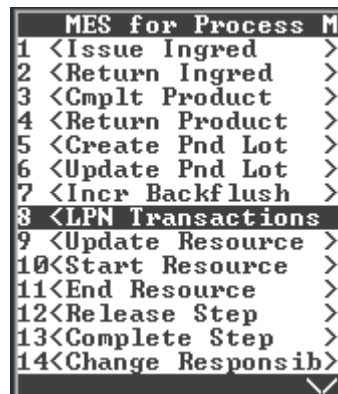 MES for Process M
1 <Issue Ingred >
2 <Return Ingred >
3 <Cmplt Product >
4 <Return Product >
5 <Create Pnd Lot >
6 <Update Pnd Lot >
7 <Incr Backflush >
8 <LPN Transactions
9 <Update Resource >
10<Start Resource >
11<End Resource >
12<Release Step >
13<Complete Step >
14<Change Responsib>